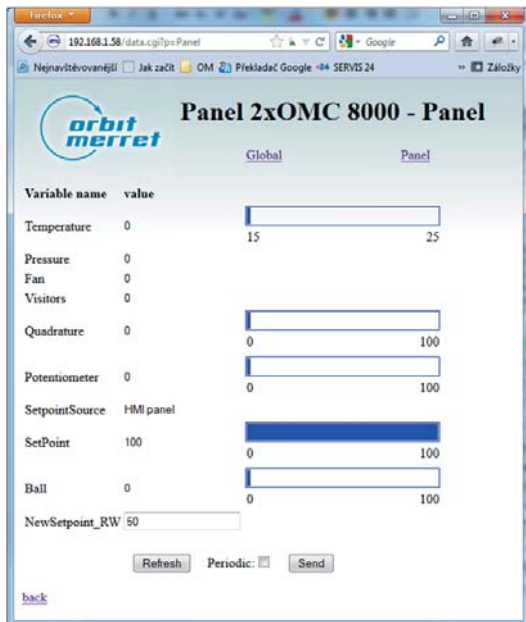 Firefox
192.168.1.58/data.cgi?p=Panel
Google
Nejnavštěvovanější Jak začít OM Překladač Google SERVIS 24 » Záložky
orbit
merret
Panel 2xOMC 8000 - Panel
Global Panel
Variable name value
Temperature 0
15 25
Pressure 0
Fan 0
Visitors 0
Quadrature 0
0 100
Potentiometer 0
0 100
SetpointSource HMI panel
SetPoint 100
0 100
Ball 0
0 100
NewSetpoint_RW 50
Refresh Periodic: Send
back